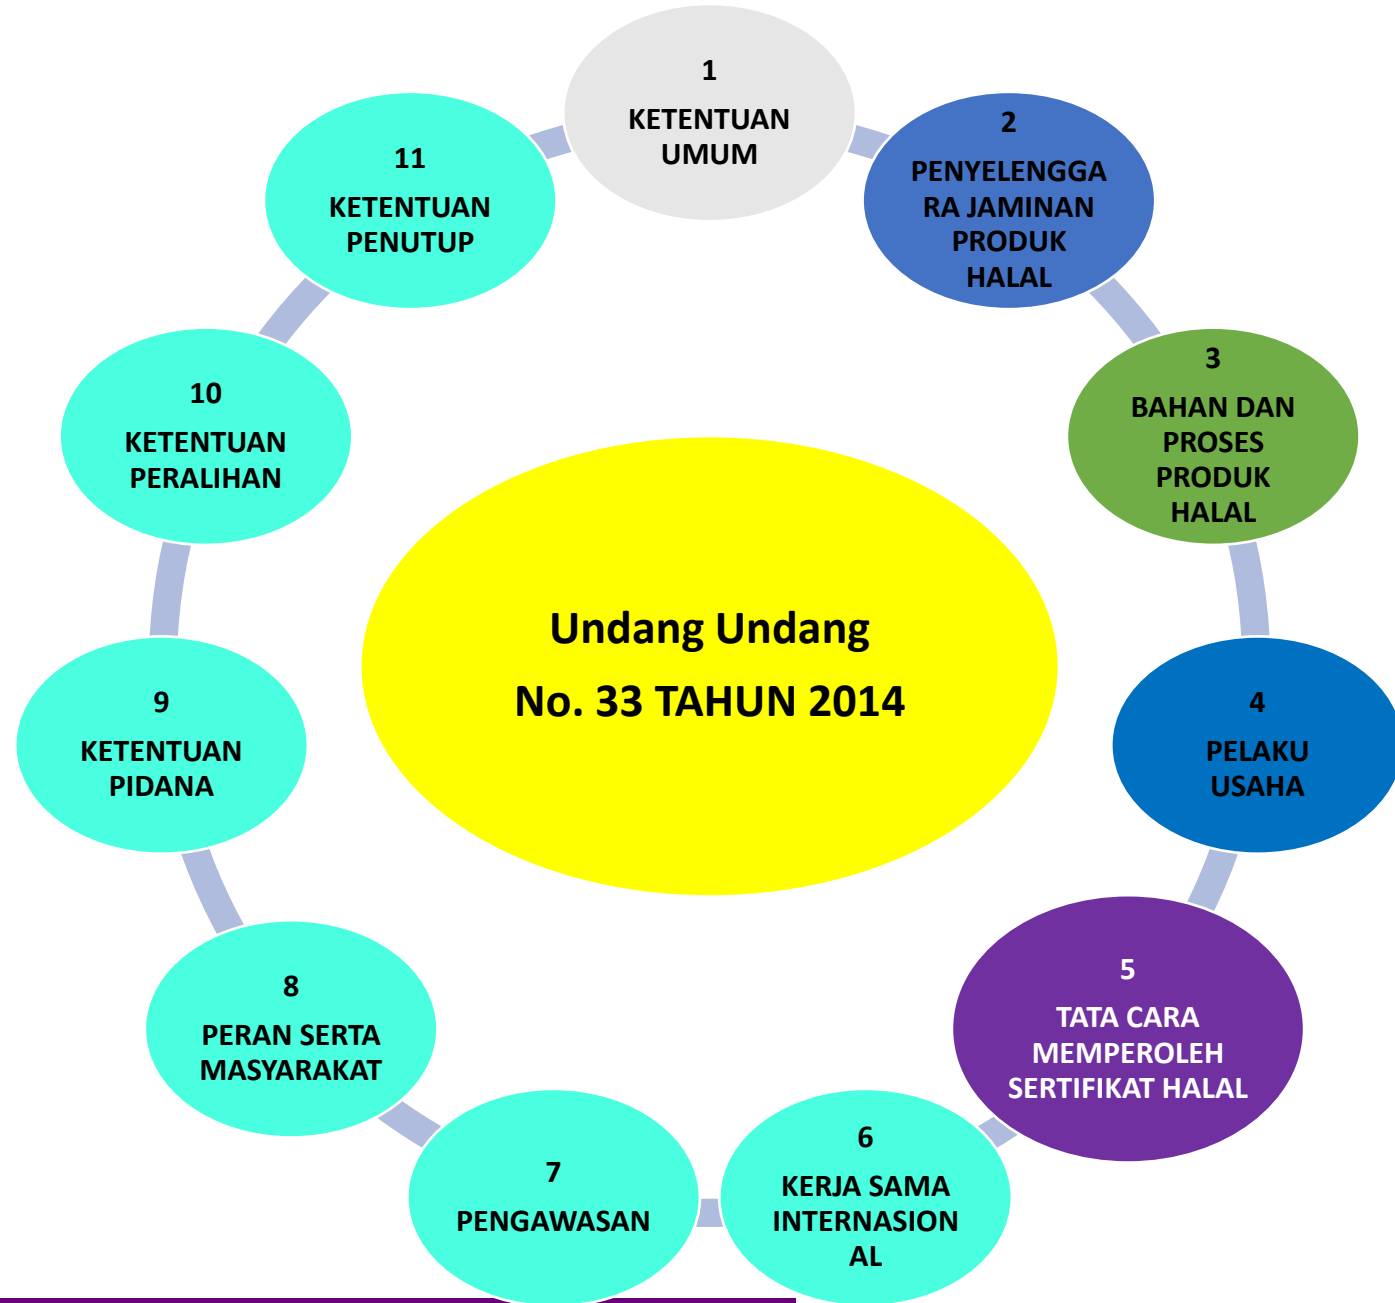 1
KETENTUAN
UMUM
2
PENYELENGGA
RA JAMINAN
PRODUK
HALAL
3
BAHAN DAN
PROSES
PRODUK
HALAL
4
PELAKU
USAHA
5
TATA CARA
MEMPEROLEH
SERTIFIKAT HALAL
6
KERJA SAMA
INTERNASION
AL
7
PENGAWASAN
8
PERAN SERTA
MASYARAKAT
9
KETENTUAN
PIDANA
10
KETENTUAN
PERALIHAN
11
KETENTUAN
PENUTUP
Undang Undang
No. 33 TAHUN 2014